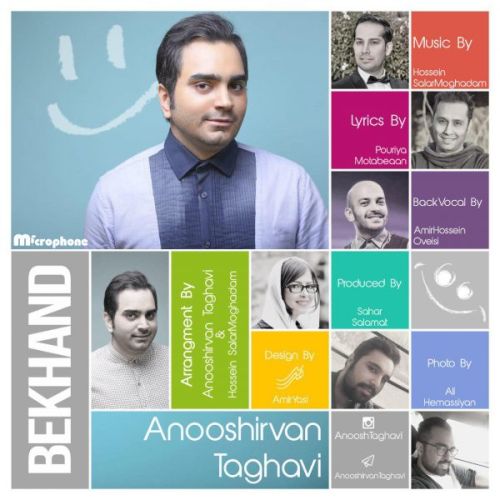 Music By
Hossein
SalarMoghadam
Lyrics By
Pouriya
Motabeaan
BackVocal By
AmirHossein
Oveisi
Microphone
BEKHAND
Arrangment By
Anooshirvan Taghavi
&
Hossein SalarMoghadam
Produced By
Sahar
Salamat
Design By
AmirYasi
Photo By
Ali
Hemassiyan
Anooshirvan
Taghavi
AnooshTaghavi
AnooshirvanTaghavi